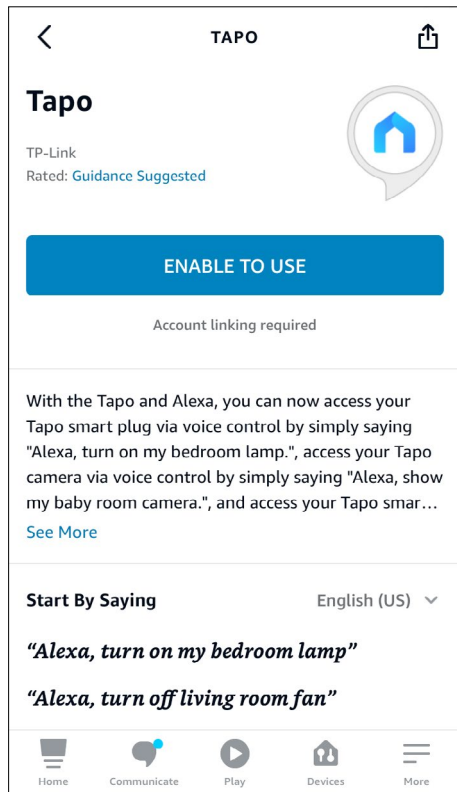 TAPO
Tapo
TP-Link
Rated: Guidance Suggested
ENABLE TO USE
Account linking required
With the Tapo and Alexa, you can now access your
Tapo smart plug via voice control by simply saying
"Alexa, turn on my bedroom lamp.", access your Tapo
camera via voice control by simply saying "Alexa, show
my baby room camera.", and access your Tapo smar...
See More
Start By Saying English (US)
“Alexa, turn on my bedroom lamp”
“Alexa, turn off living room fan”
Home Communicate Play Devices More